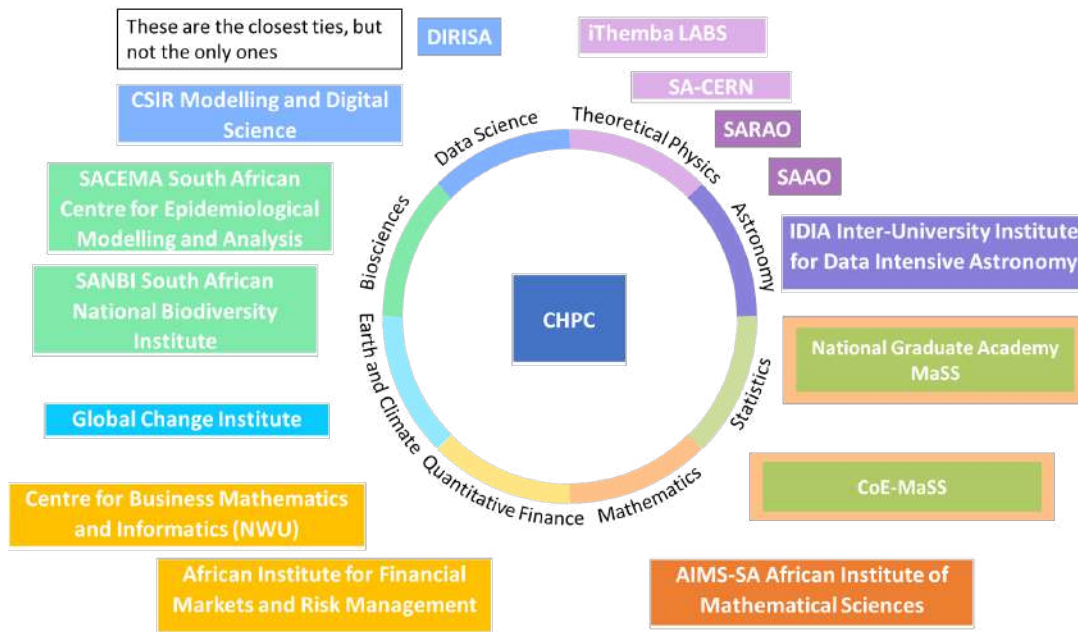 These are the closest ties, but
not the only ones
DIRISA
iThemba LABS
CSIR Modelling and Digital
Science
SA-CERN
SARAO
SAAO
SACEMA South African
Centre for Epidemiological
Modelling and Analysis
SANBI South African
National Biodiversity
Institute
Global Change Institute
Centre for Business Mathematics
and Informatics (NWU)
African Institute for Financial
Markets and Risk Management
Data Science
Theoretical Physics
Astronomy
Statistics
Mathematics
Quantitative Finance
Earth and Climate
Biosciences
CHPC
IDIA Inter-University Institute
for Data Intensive Astronomy
National Graduate Academy
MaSS
CoE-MaSS
AIMS-SA African Institute of
Mathematical Sciences